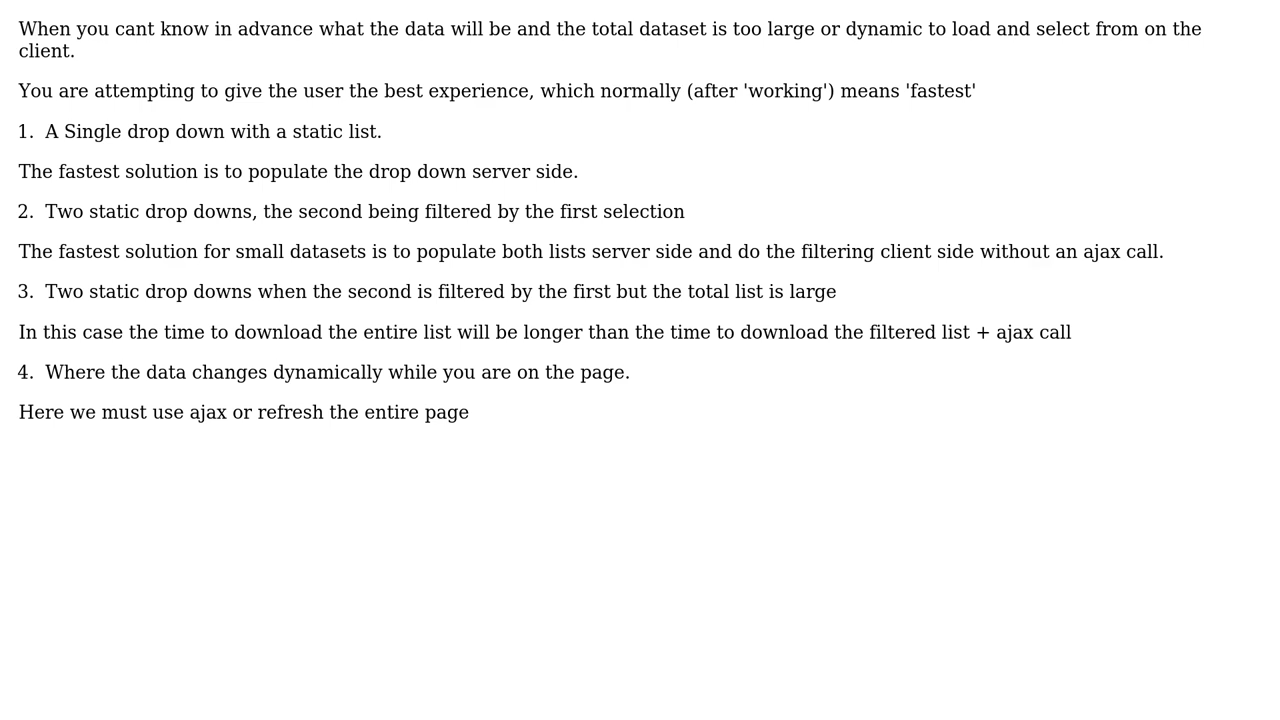 When you cant know in advance what the data will be and the total dataset is too large or dynamic to load and select from on the
client.
You are attempting to give the user the best experience, which normally (after 'working') means 'fastest'
1. A Single drop down with a static list.
The fastest solution is to populate the drop down server side.
2. Two static drop downs, the second being filtered by the first selection
The fastest solution for small datasets is to populate both lists server side and do the filtering client side without an ajax call.
3. Two static drop downs when the second is filtered by the first but the total list is large
In this case the time to download the entire list will be longer than the time to download the filtered list + ajax call
4. Where the data changes dynamically while you are on the page.
Here we must use ajax or refresh the entire page